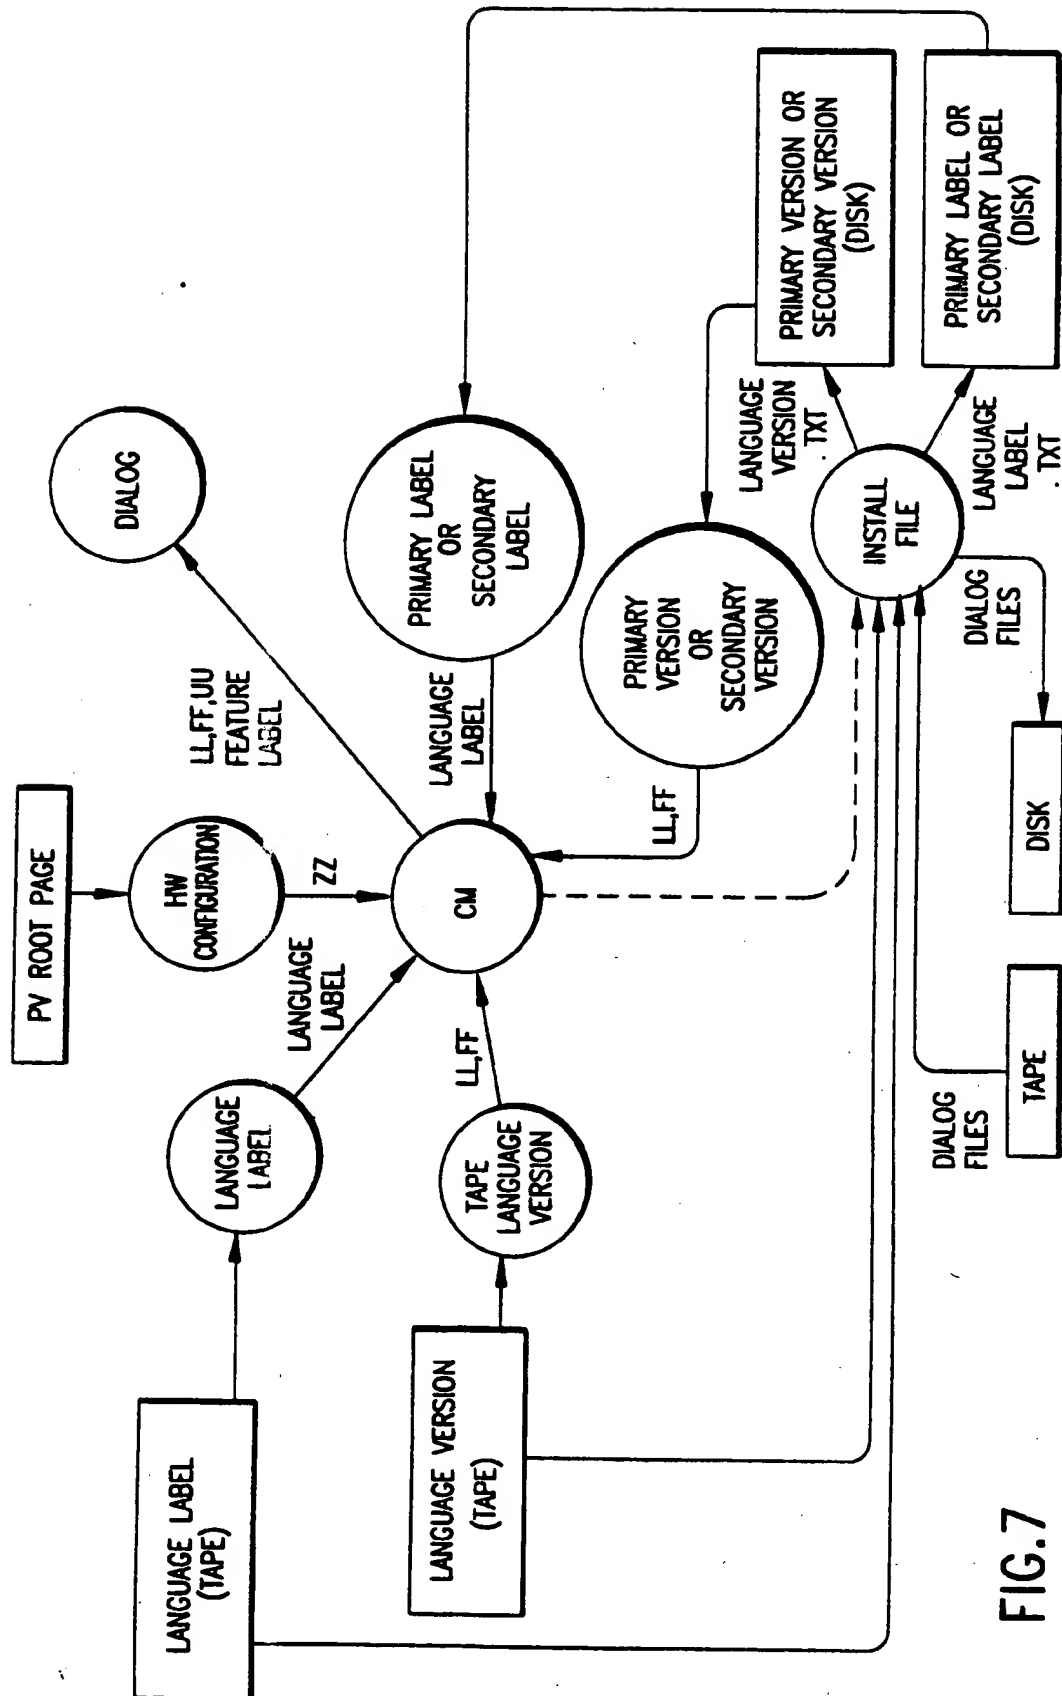 PV ROOT PAGE
HW
CONFIGURATION
ZZ
LL,FF,UU
FEATURE
LABEL
DIALOG
LANGUAGE LABEL
(TAPE)
LANGUAGE
LABEL
LANGUAGE
LABEL
CM
LANGUAGE
LABEL
PRIMARY LABEL
OR
SECONDARY
LABEL
LANGUAGE VERSION
(TAPE)
TAPE
LANGUAGE
VERSION
LL,FF
LL,FF
PRIMARY
VERSION
OR
SECONDARY
VERSION
LANGUAGE
VERSION
TXT
PRIMARY VERSION OR
SECONDARY VERSION
(DISK)
INSTALL
FILE
LANGUAGE
LABEL
.TXT
PRIMARY LABEL OR
SECONDARY LABEL
(DISK)
DIALOG
FILES
TAPE
DISK
DIALOG
FILES
FIG.7